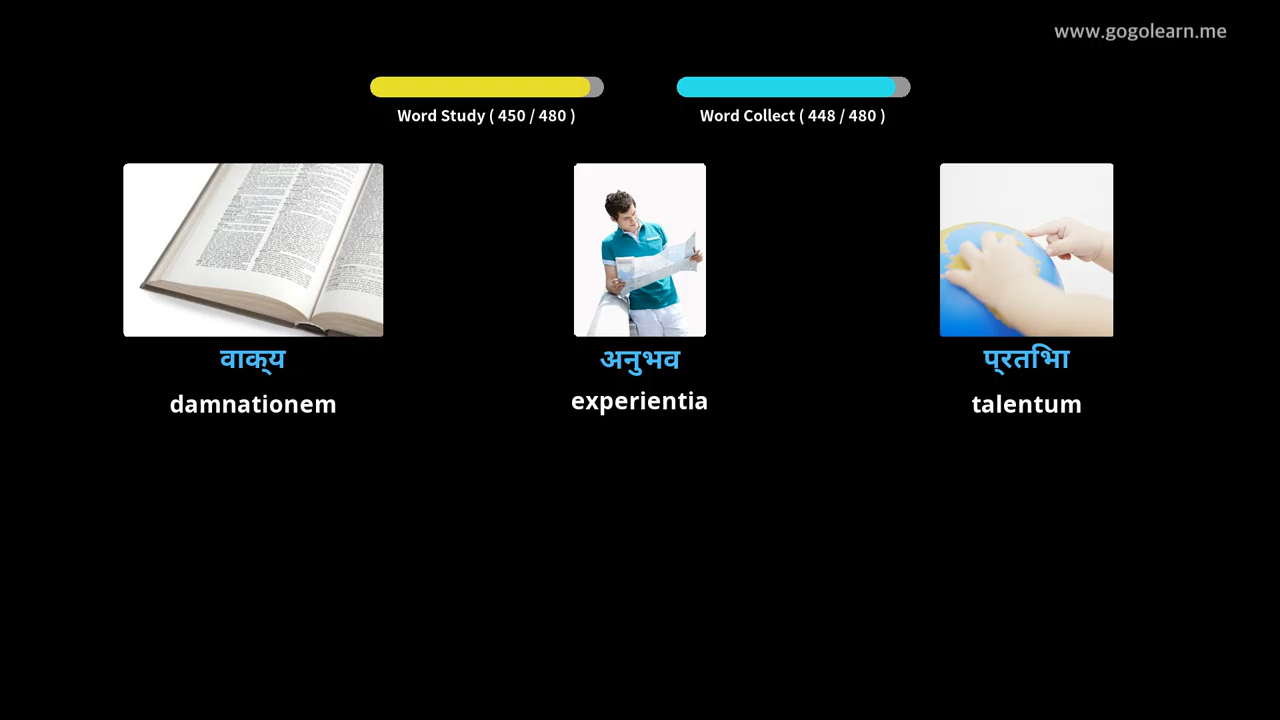 www.gogolearn.me
Word Study ( 450 / 480 )
Word Collect ( 448 / 480 )
वाक्य
अनुभव
प्रतिभा
damnationem
experientia
talentum